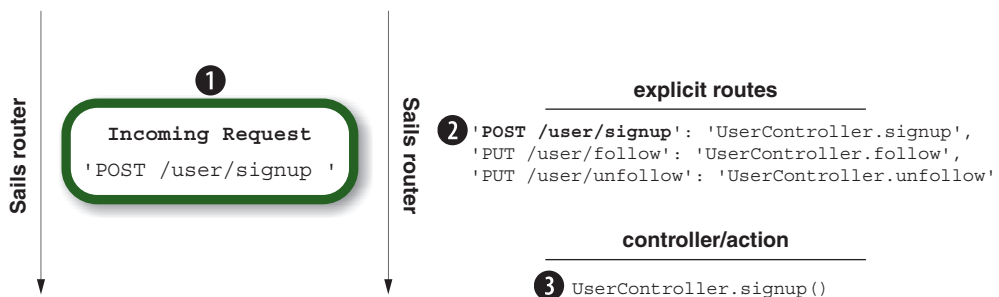 Sails router
1
Incoming Request
'POST /user/signup '
Sails router
explicit routes
2 'POST /user/signup': 'UserController.signup',
'PUT /user/follow': 'UserController.follow',
'PUT /user/unfollow': 'UserController.unfollow'
controller/action
3 UserController.signup()